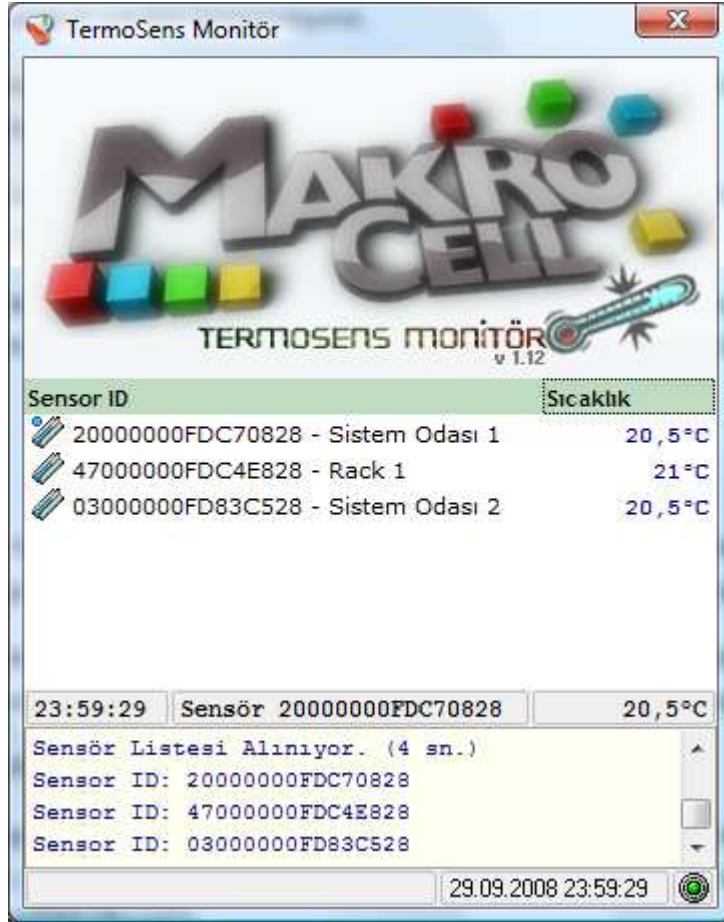 TermoSens Monitör
MAKRO
CELL
TERMOSENS MONİTÖR
v 1.12
Sensor ID Sıcaklık
20000000FDC70828 - Sistem Odası 1 20,5°C
47000000FDC4E828 - Rack 1 21°C
03000000FD83C528 - Sistem Odası 2 20,5°C
23:59:29 Sensör 20000000FDC70828 20,5°C
Sensör Listesi Alınıyor. (4 sn.)
Sensor ID: 20000000FDC70828
Sensor ID: 47000000FDC4E828
Sensor ID: 03000000FD83C528
29.09.2008 23:59:29